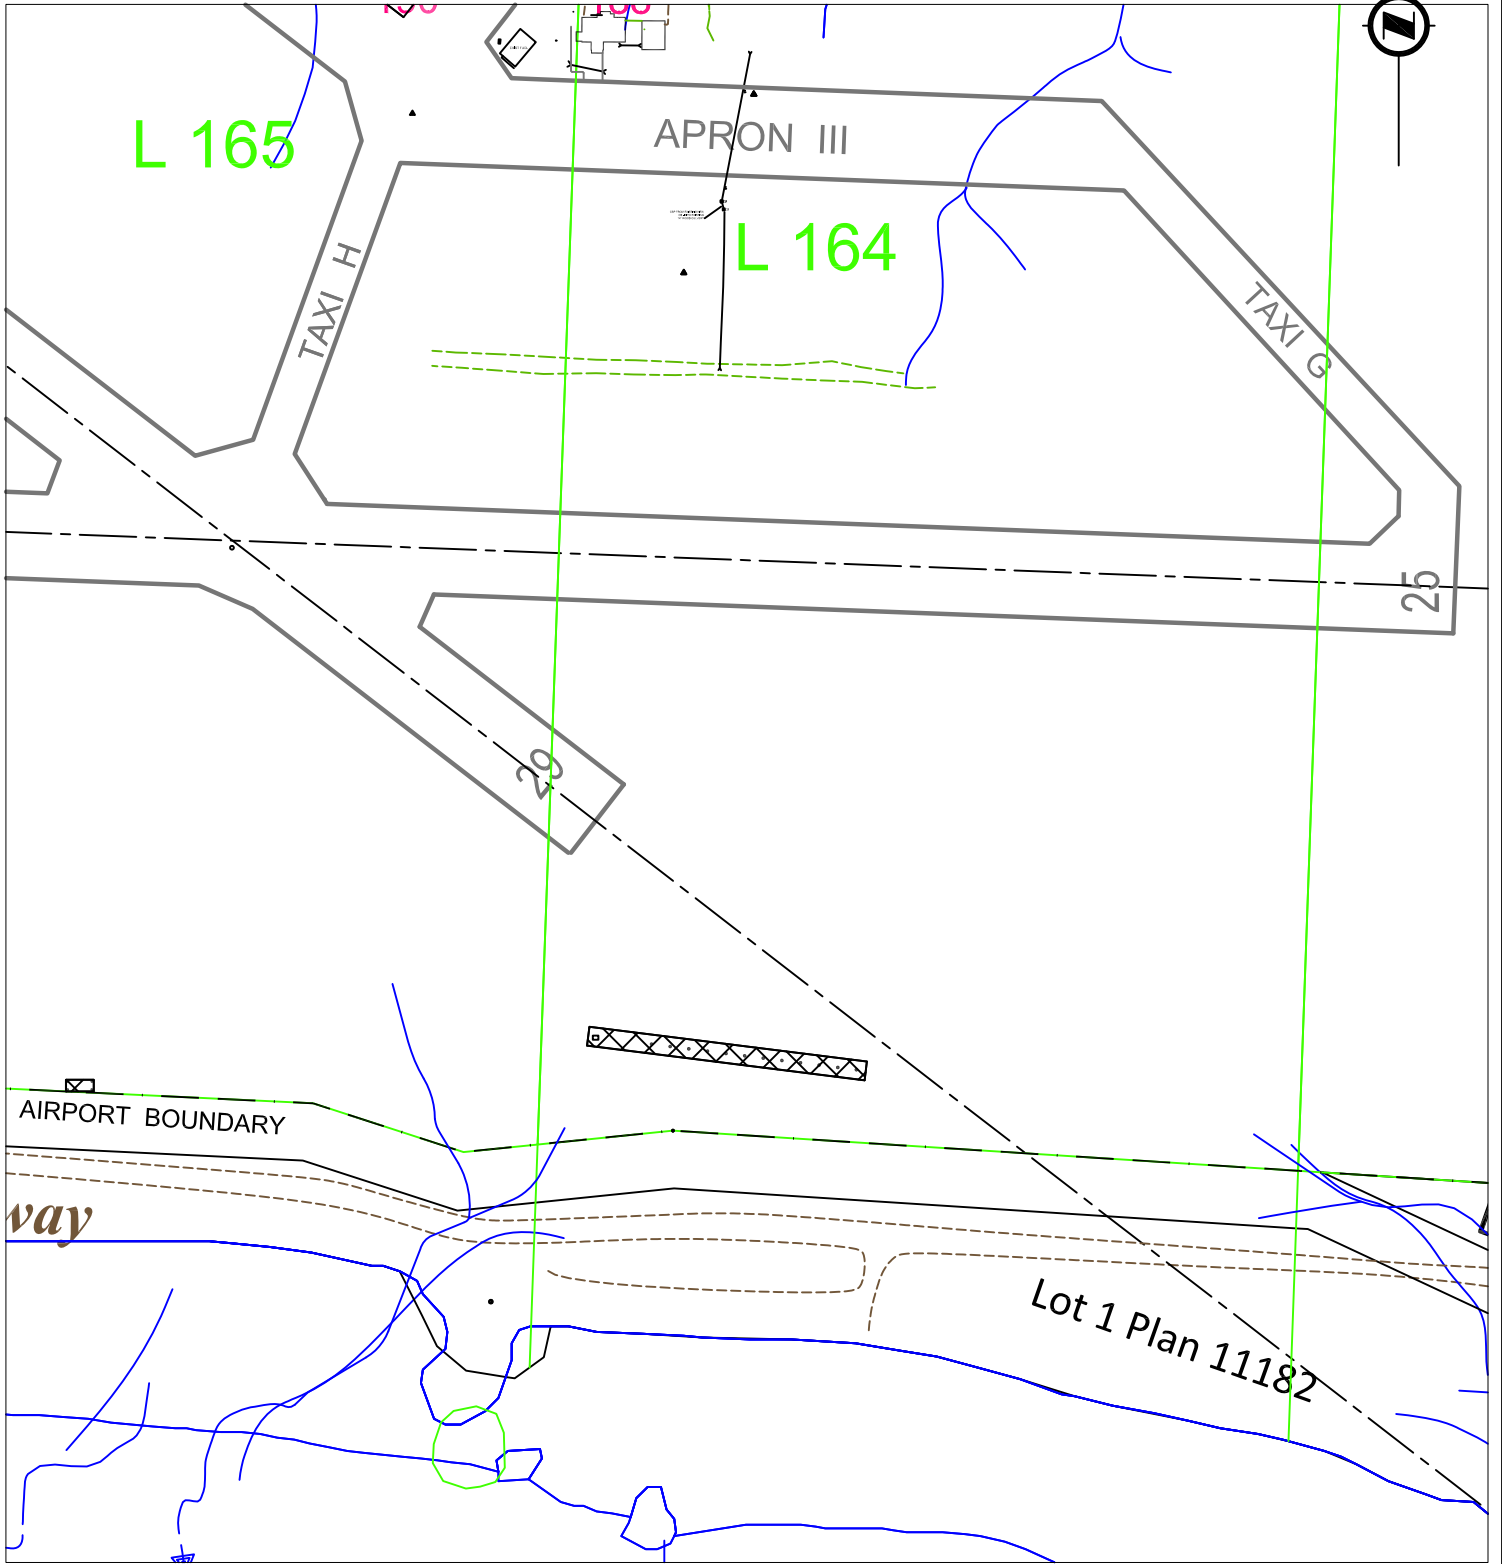 L 165
APRON III
L 164
TAXI H
TAXI G
25
29
AIRPORT BOUNDARY
way
Lot 1 Plan 11182